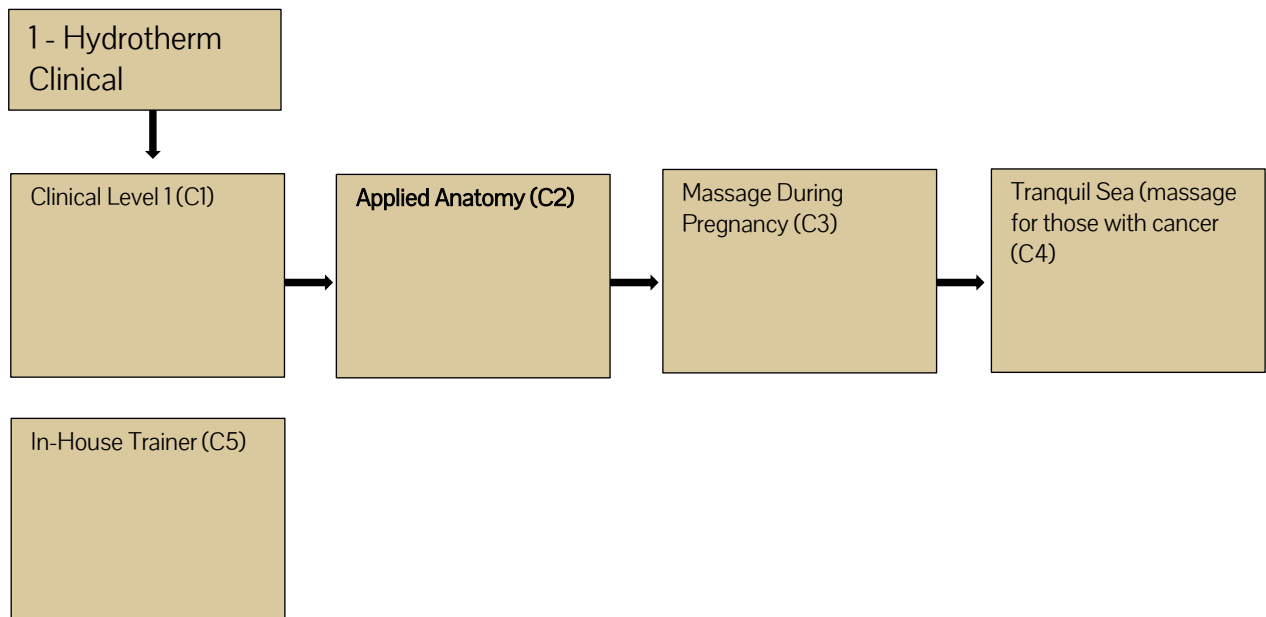 1 - Hydrotherm
Clinical
Clinical Level 1 (C1)
Applied Anatomy (C2)
Massage During
Pregnancy (C3)
Tranquil Sea (massage
for those with cancer
(C4)
In-House Trainer (C5)